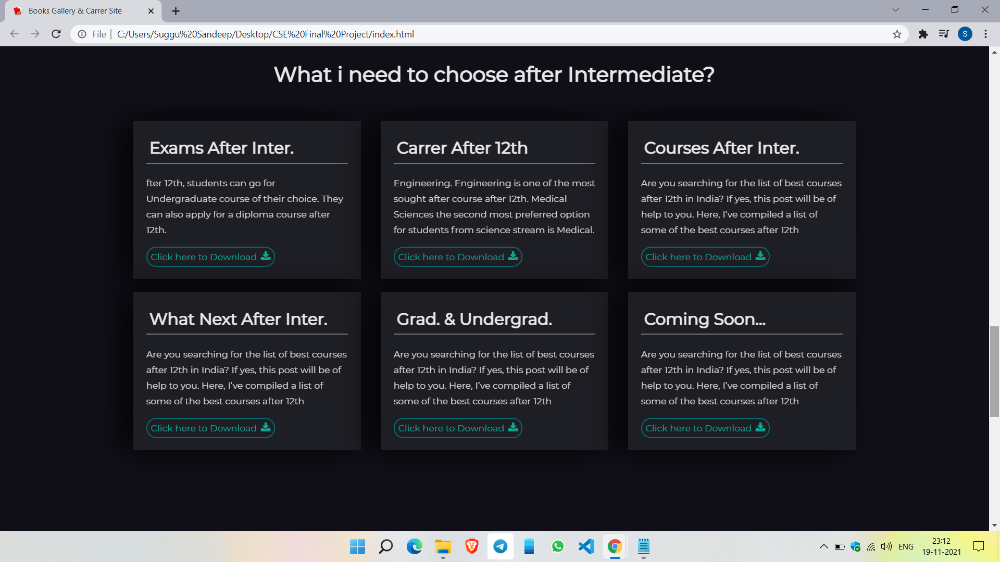 Books Gallery & Carrer Site
File
C:/Users/Suggu%20Sandeep/Desktop/CSE%20Final%20Project/index.html
S
What i need to choose after Intermediate?
Exams After Inter.
fter 12th, students can go for
Undergraduate course of their choice. They
can also apply for a diploma course after
12th.
Click here to Download
Carrer After 12th
Engineering. Engineering is one of the most
sought after course after 12th. Medical
Sciences the second most preferred option
for students from science stream is Medical.
Click here to Download
Courses After Inter.
Are you searching for the list of best courses
after 12th in India? If yes, this post will be of
help to you. Here, I’ve compiled a list of
some of the best courses after 12th
Click here to Download
What Next After Inter.
Are you searching for the list of best courses
after 12th in India? If yes, this post will be of
help to you. Here, I’ve compiled a list of
some of the best courses after 12th
Click here to Download
Grad. & Undergrad.
Are you searching for the list of best courses
after 12th in India? If yes, this post will be of
help to you. Here, I’ve compiled a list of
some of the best courses after 12th
Click here to Download
Coming Soon...
Are you searching for the list of best courses
after 12th in India? If yes, this post will be of
help to you. Here, I’ve compiled a list of
some of the best courses after 12th
Click here to Download
ENG
23:12
19-11-2021